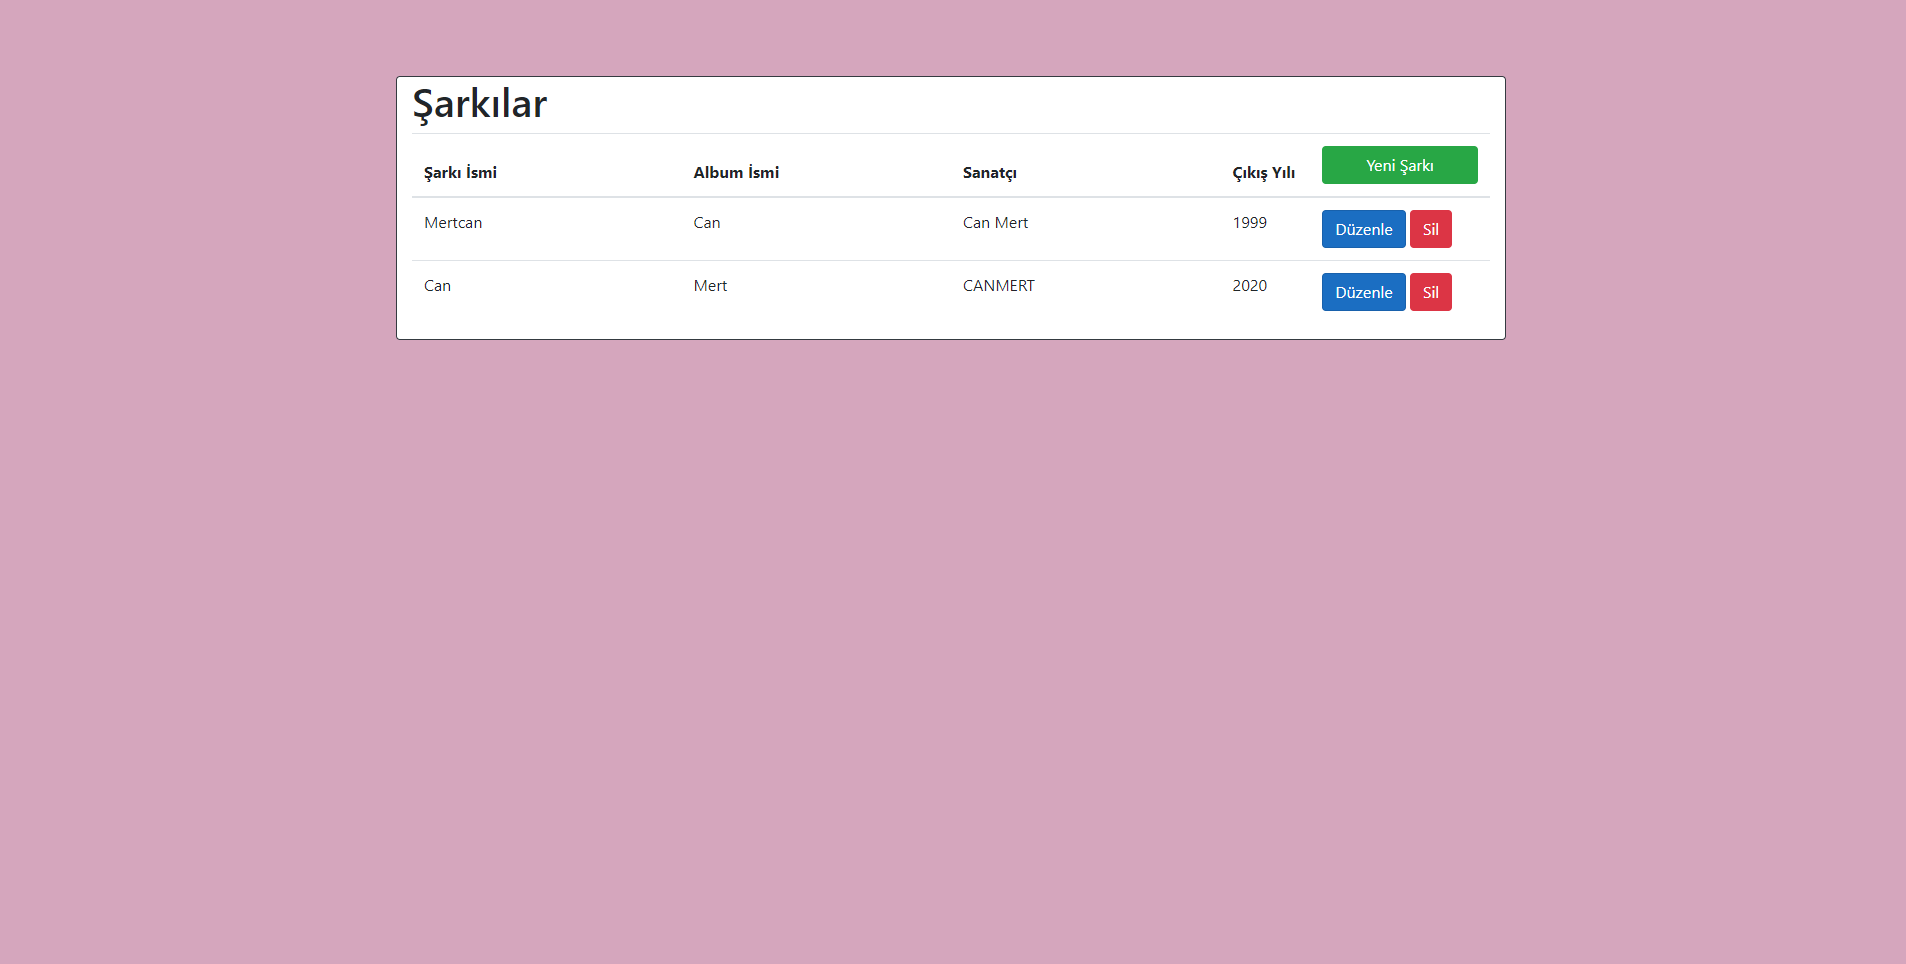 Şarkılar
Şarkı İsmi Album İsmi Sanatçı Çıkış Yılı Yeni Şarkı
Mertcan Can Can Mert 1999 Düzenle Sil
Can Mert CANMERT 2020 Düzenle Sil